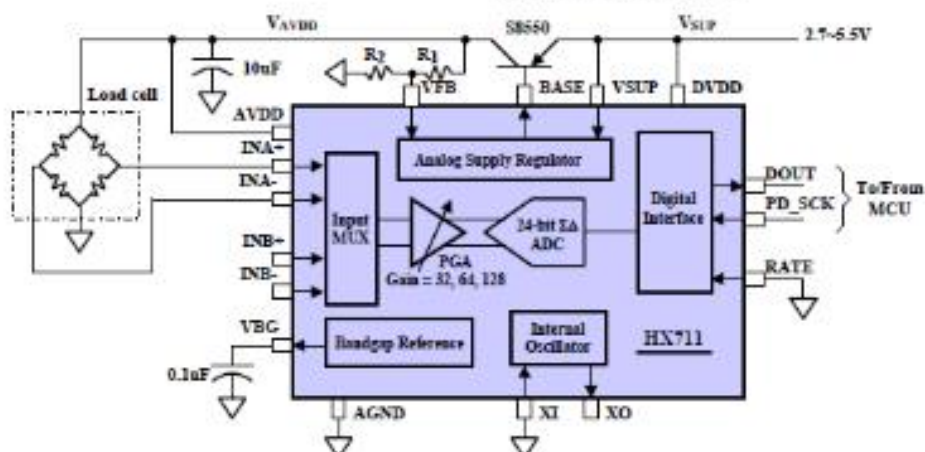 VAVDD
S8550
VSUP
2.7~5.5V
R2
R1
10uF
VFB
BASE
VSUP
DVDD
Load cell
AVDD
INA+
INA-
INB+
INB-
VBG
0.1uF
Analog Supply Regulator
Input
MUX
PGA
Gain = 32, 64, 128
24-bit ΣΔ
ADC
Digital
Interface
DOUT
PD_SCK
To/From
MCU
RATE
Bandgap Reference
Internal
Oscillator
HX711
AGND
XI
XO